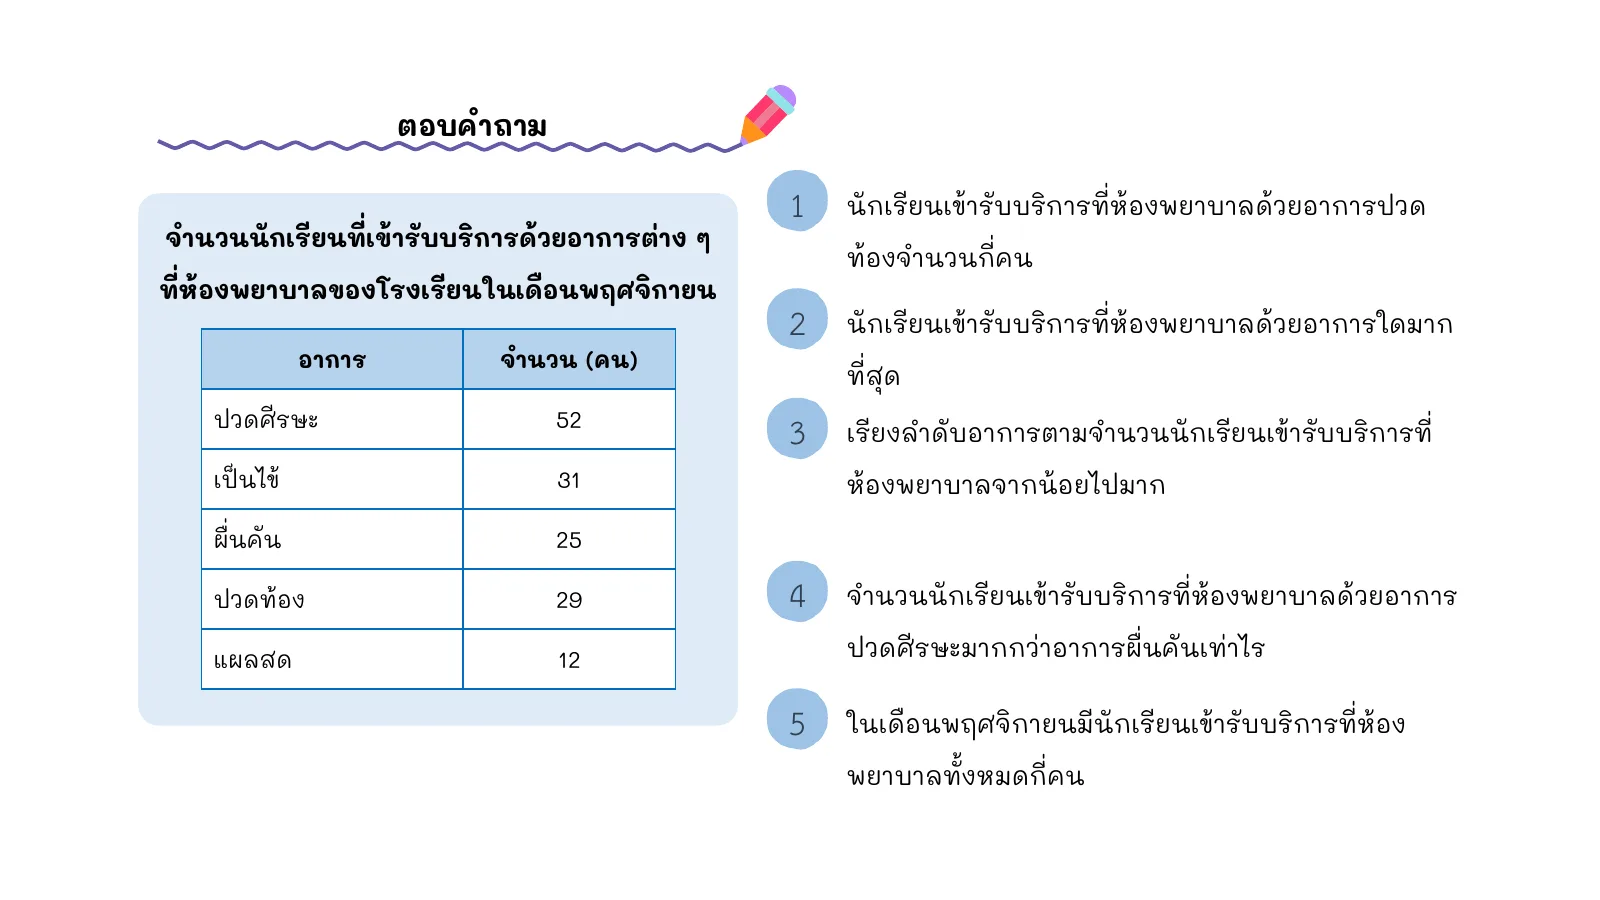 ตอบคำถาม
จำนวนนักเรียนที่เข้ารับบริการด้วยอาการต่าง ๆ
ที่ห้องพยาบาลของโรงเรียนในเดือนพฤศจิกายน
อาการ จำนวน (คน)
ปวดศีรษะ 52
เป็นไข้ 31
ผื่นคัน 25
ปวดท้อง 29
แผลสด 12
1 นักเรียนเข้ารับบริการที่ห้องพยาบาลด้วยอาการปวด
ท้องจำนวนกี่คน
2 นักเรียนเข้ารับบริการที่ห้องพยาบาลด้วยอาการใดมาก
ที่สุด
3 เรียงลำดับอาการตามจำนวนนักเรียนเข้ารับบริการที่
ห้องพยาบาลจากน้อยไปมาก
4 จำนวนนักเรียนเข้ารับบริการที่ห้องพยาบาลด้วยอาการ
ปวดศีรษะมากกว่าอาการผื่นคันเท่าไร
5 ในเดือนพฤศจิกายนมีนักเรียนเข้ารับบริการที่ห้อง
พยาบาลทั้งหมดกี่คน